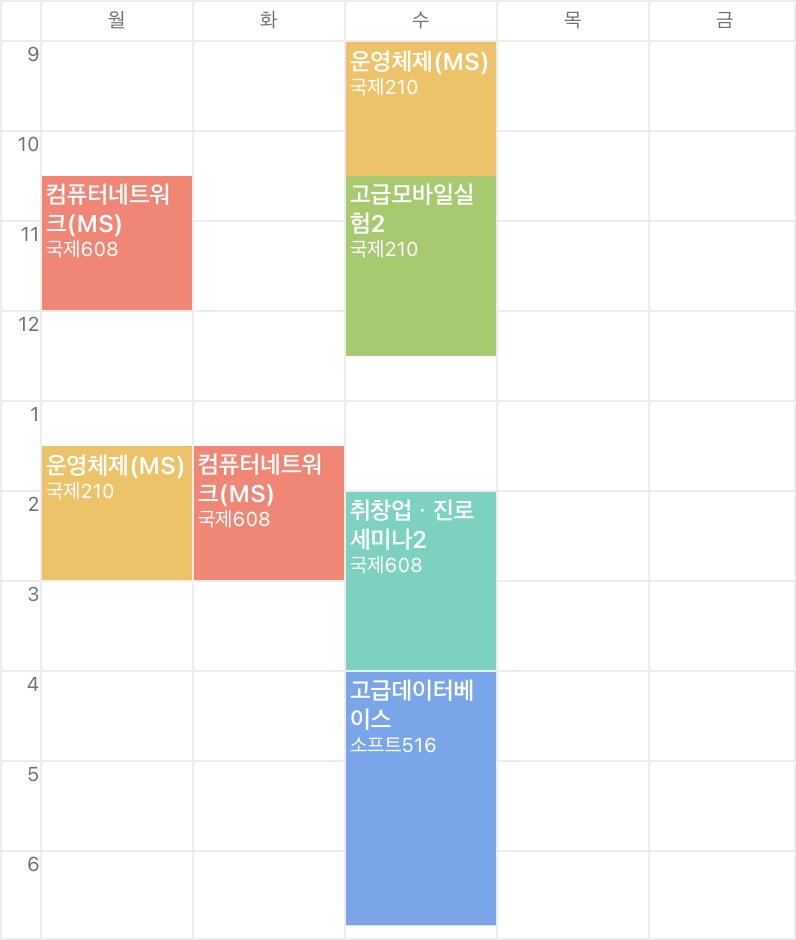 월 화 수 목 금
9
운영체제(MS)
국제210
10
컴퓨터네트워
크(MS)
국제608
고급모바일실
험2
국제210
11
12
1
운영체제(MS)
국제210
컴퓨터네트워
크(MS)
국제608
2
취창업 · 진로
세미나2
국제608
3
4
고급데이터베
이스
소프트516
5
6